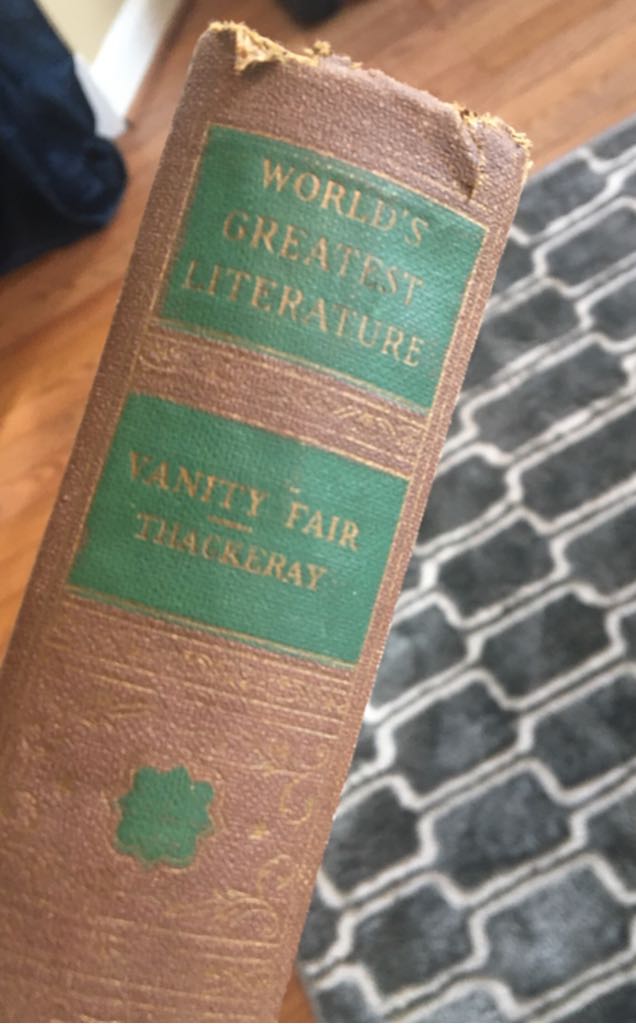 WORLD'S
GREATEST
LITERATURE
VANITY FAIR
THACKERAY